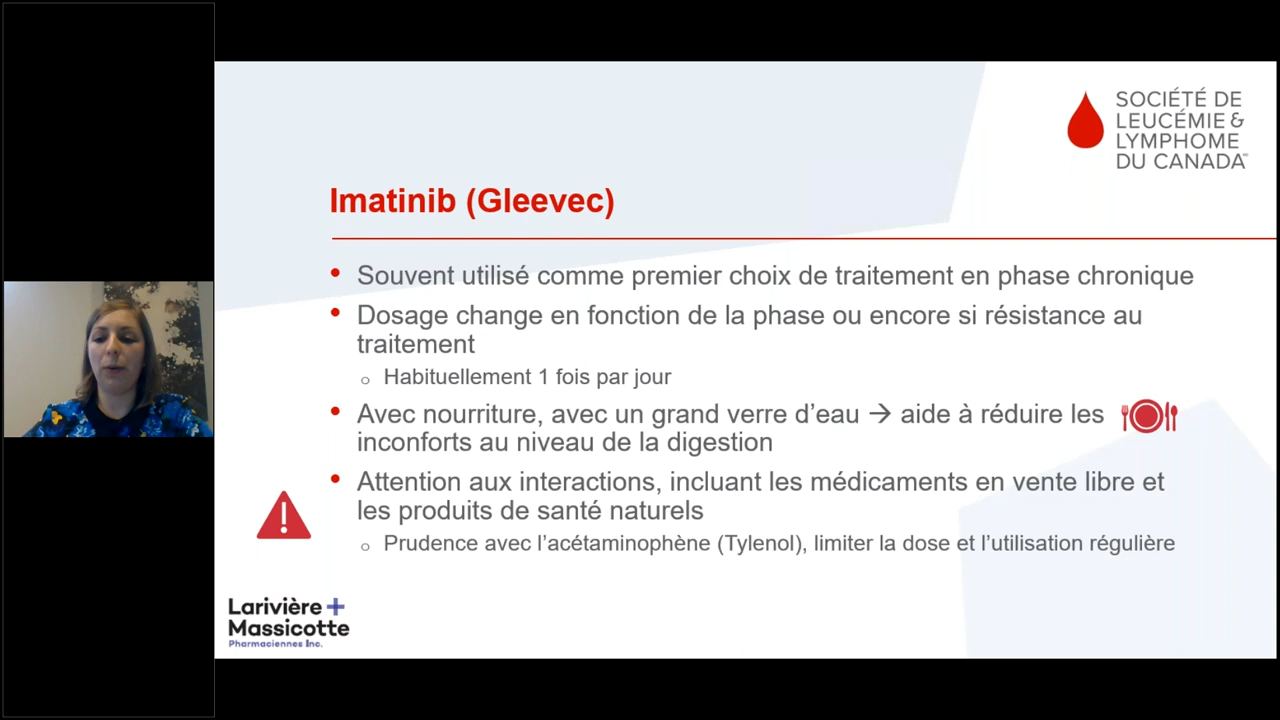 SOCIÉTÉ DE
LEUCÉMIE &
LYMPHOME
DU CANADA
Imatinib (Gleevec)
• Souvent utilisé comme premier choix de traitement en phase chronique
• Dosage change en fonction de la phase ou encore si résistance au
traitement
o Habituellement 1 fois par jour
• Avec nourriture, avec un grand verre d’eau → aide à réduire les
inconforts au niveau de la digestion
• Attention aux interactions, incluant les médicaments en vente libre et
les produits de santé naturels
o Prudence avec l’acétaminophène (Tylenol), limiter la dose et l’utilisation régulière
Larivière +
Massicotte
Pharmaciennes Inc.